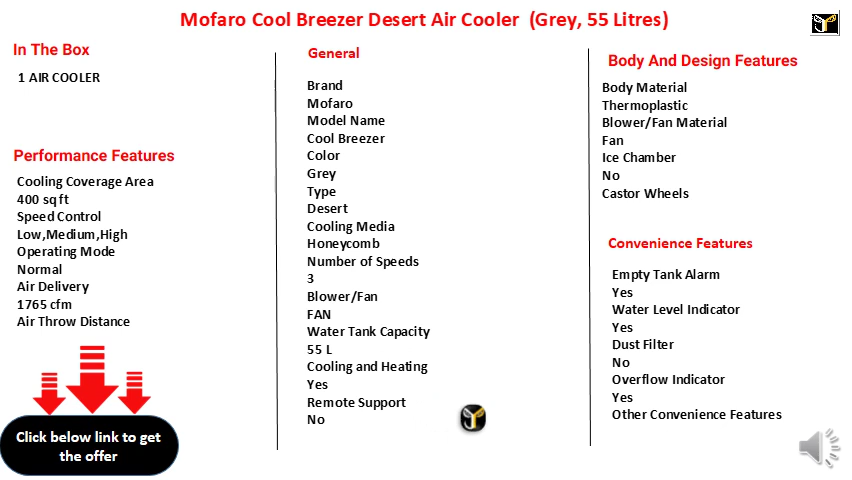 Mofaro Cool Breezer Desert Air Cooler (Grey, 55 Litres)
In The Box
1 AIR COOLER
Performance Features
Cooling Coverage Area
400 sq ft
Speed Control
Low,Medium,High
Operating Mode
Normal
Air Delivery
1765 cfm
Air Throw Distance
Click below link to get
the offer
General
Brand
Mofaro
Model Name
Cool Breezer
Color
Grey
Type
Desert
Cooling Media
Honeycomb
Number of Speeds
3
Blower/Fan
FAN
Water Tank Capacity
55 L
Cooling and Heating
Yes
Remote Support
No
Body And Design Features
Body Material
Thermoplastic
Blower/Fan Material
Fan
Ice Chamber
No
Castor Wheels
Convenience Features
Empty Tank Alarm
Yes
Water Level Indicator
Yes
Dust Filter
No
Overflow Indicator
Yes
Other Convenience Features